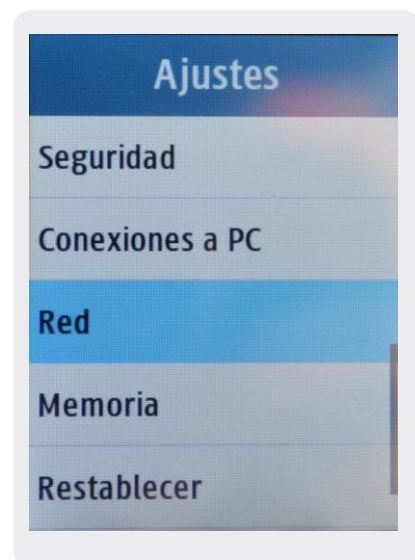 Ajustes
Seguridad
Conexiones a PC
Red
Memoria
Restablecer